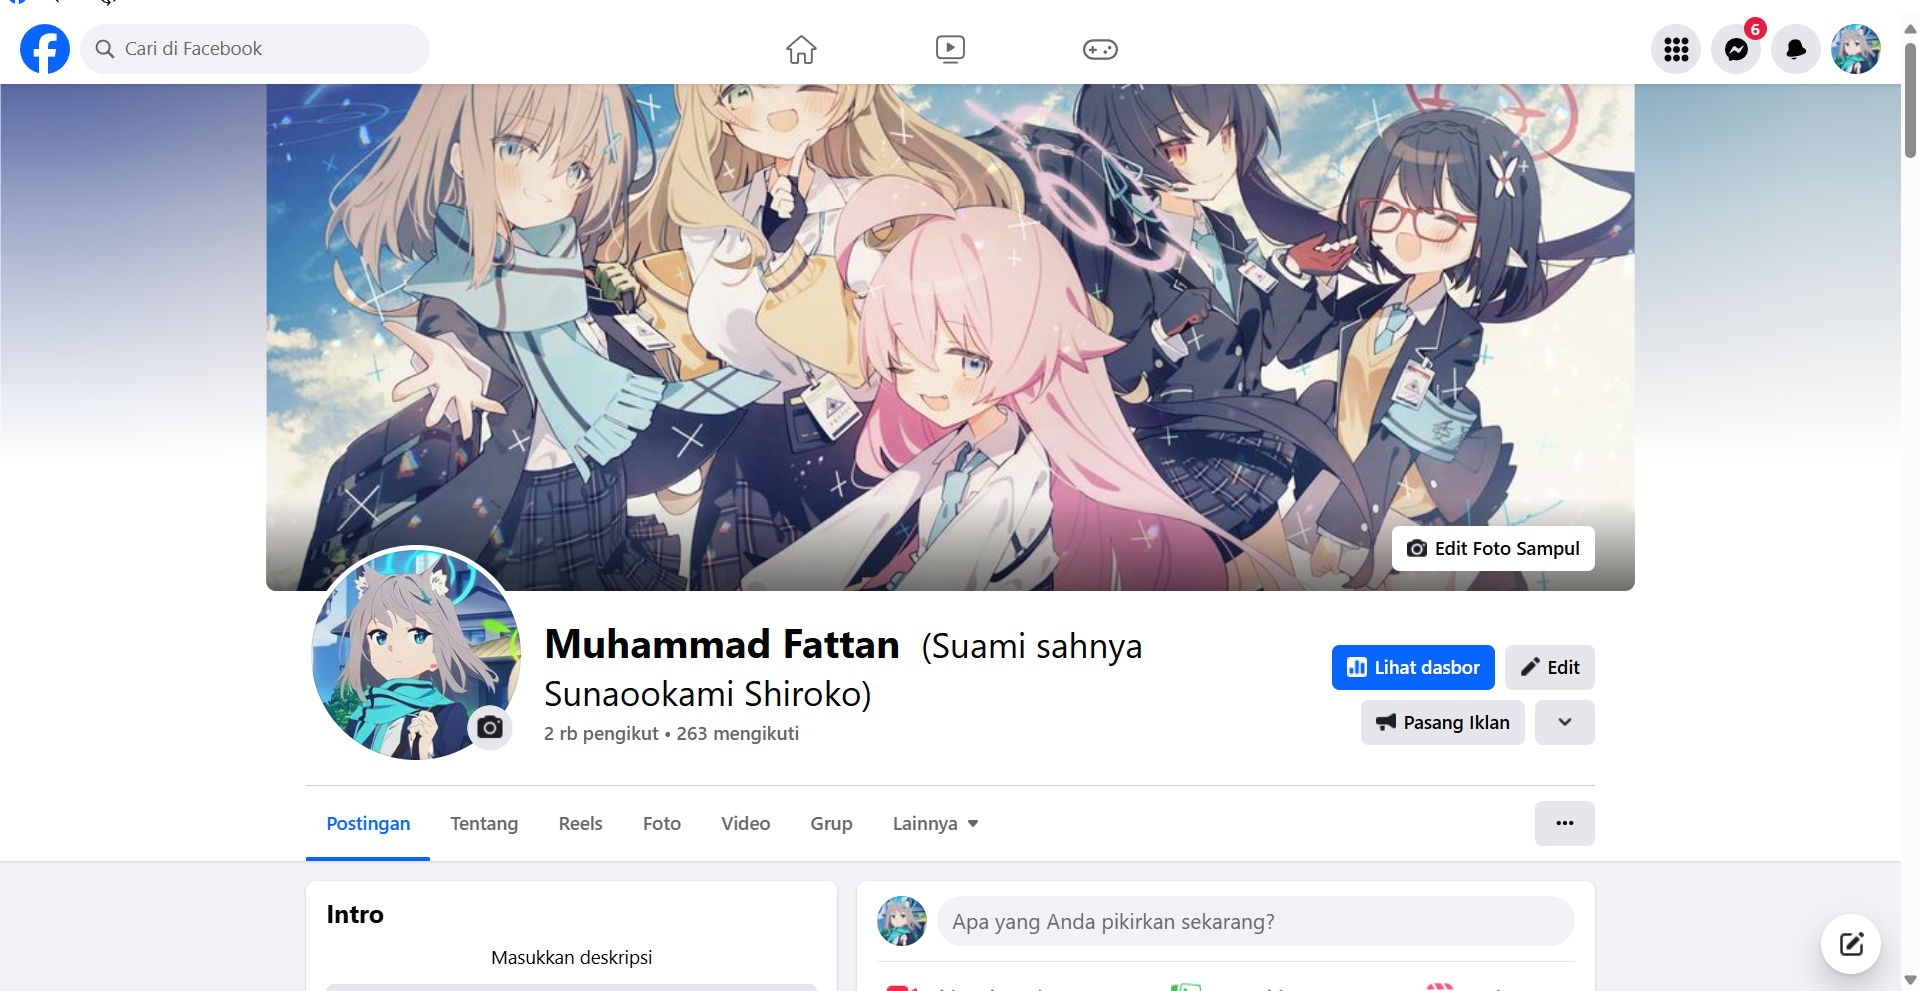 Cari di Facebook
6
委
Edit Foto Sampul
Muhammad Fattan (Suami sahnya
Sunaookami Shiroko)
2 rb pengikut • 263 mengikuti
Lihat dasbor
Edit
Pasang Iklan
Postingan
Tentang
Reels
Foto
Video
Grup
Lainnya
Intro
Masukkan deskripsi
Apa yang Anda pikirkan sekarang?